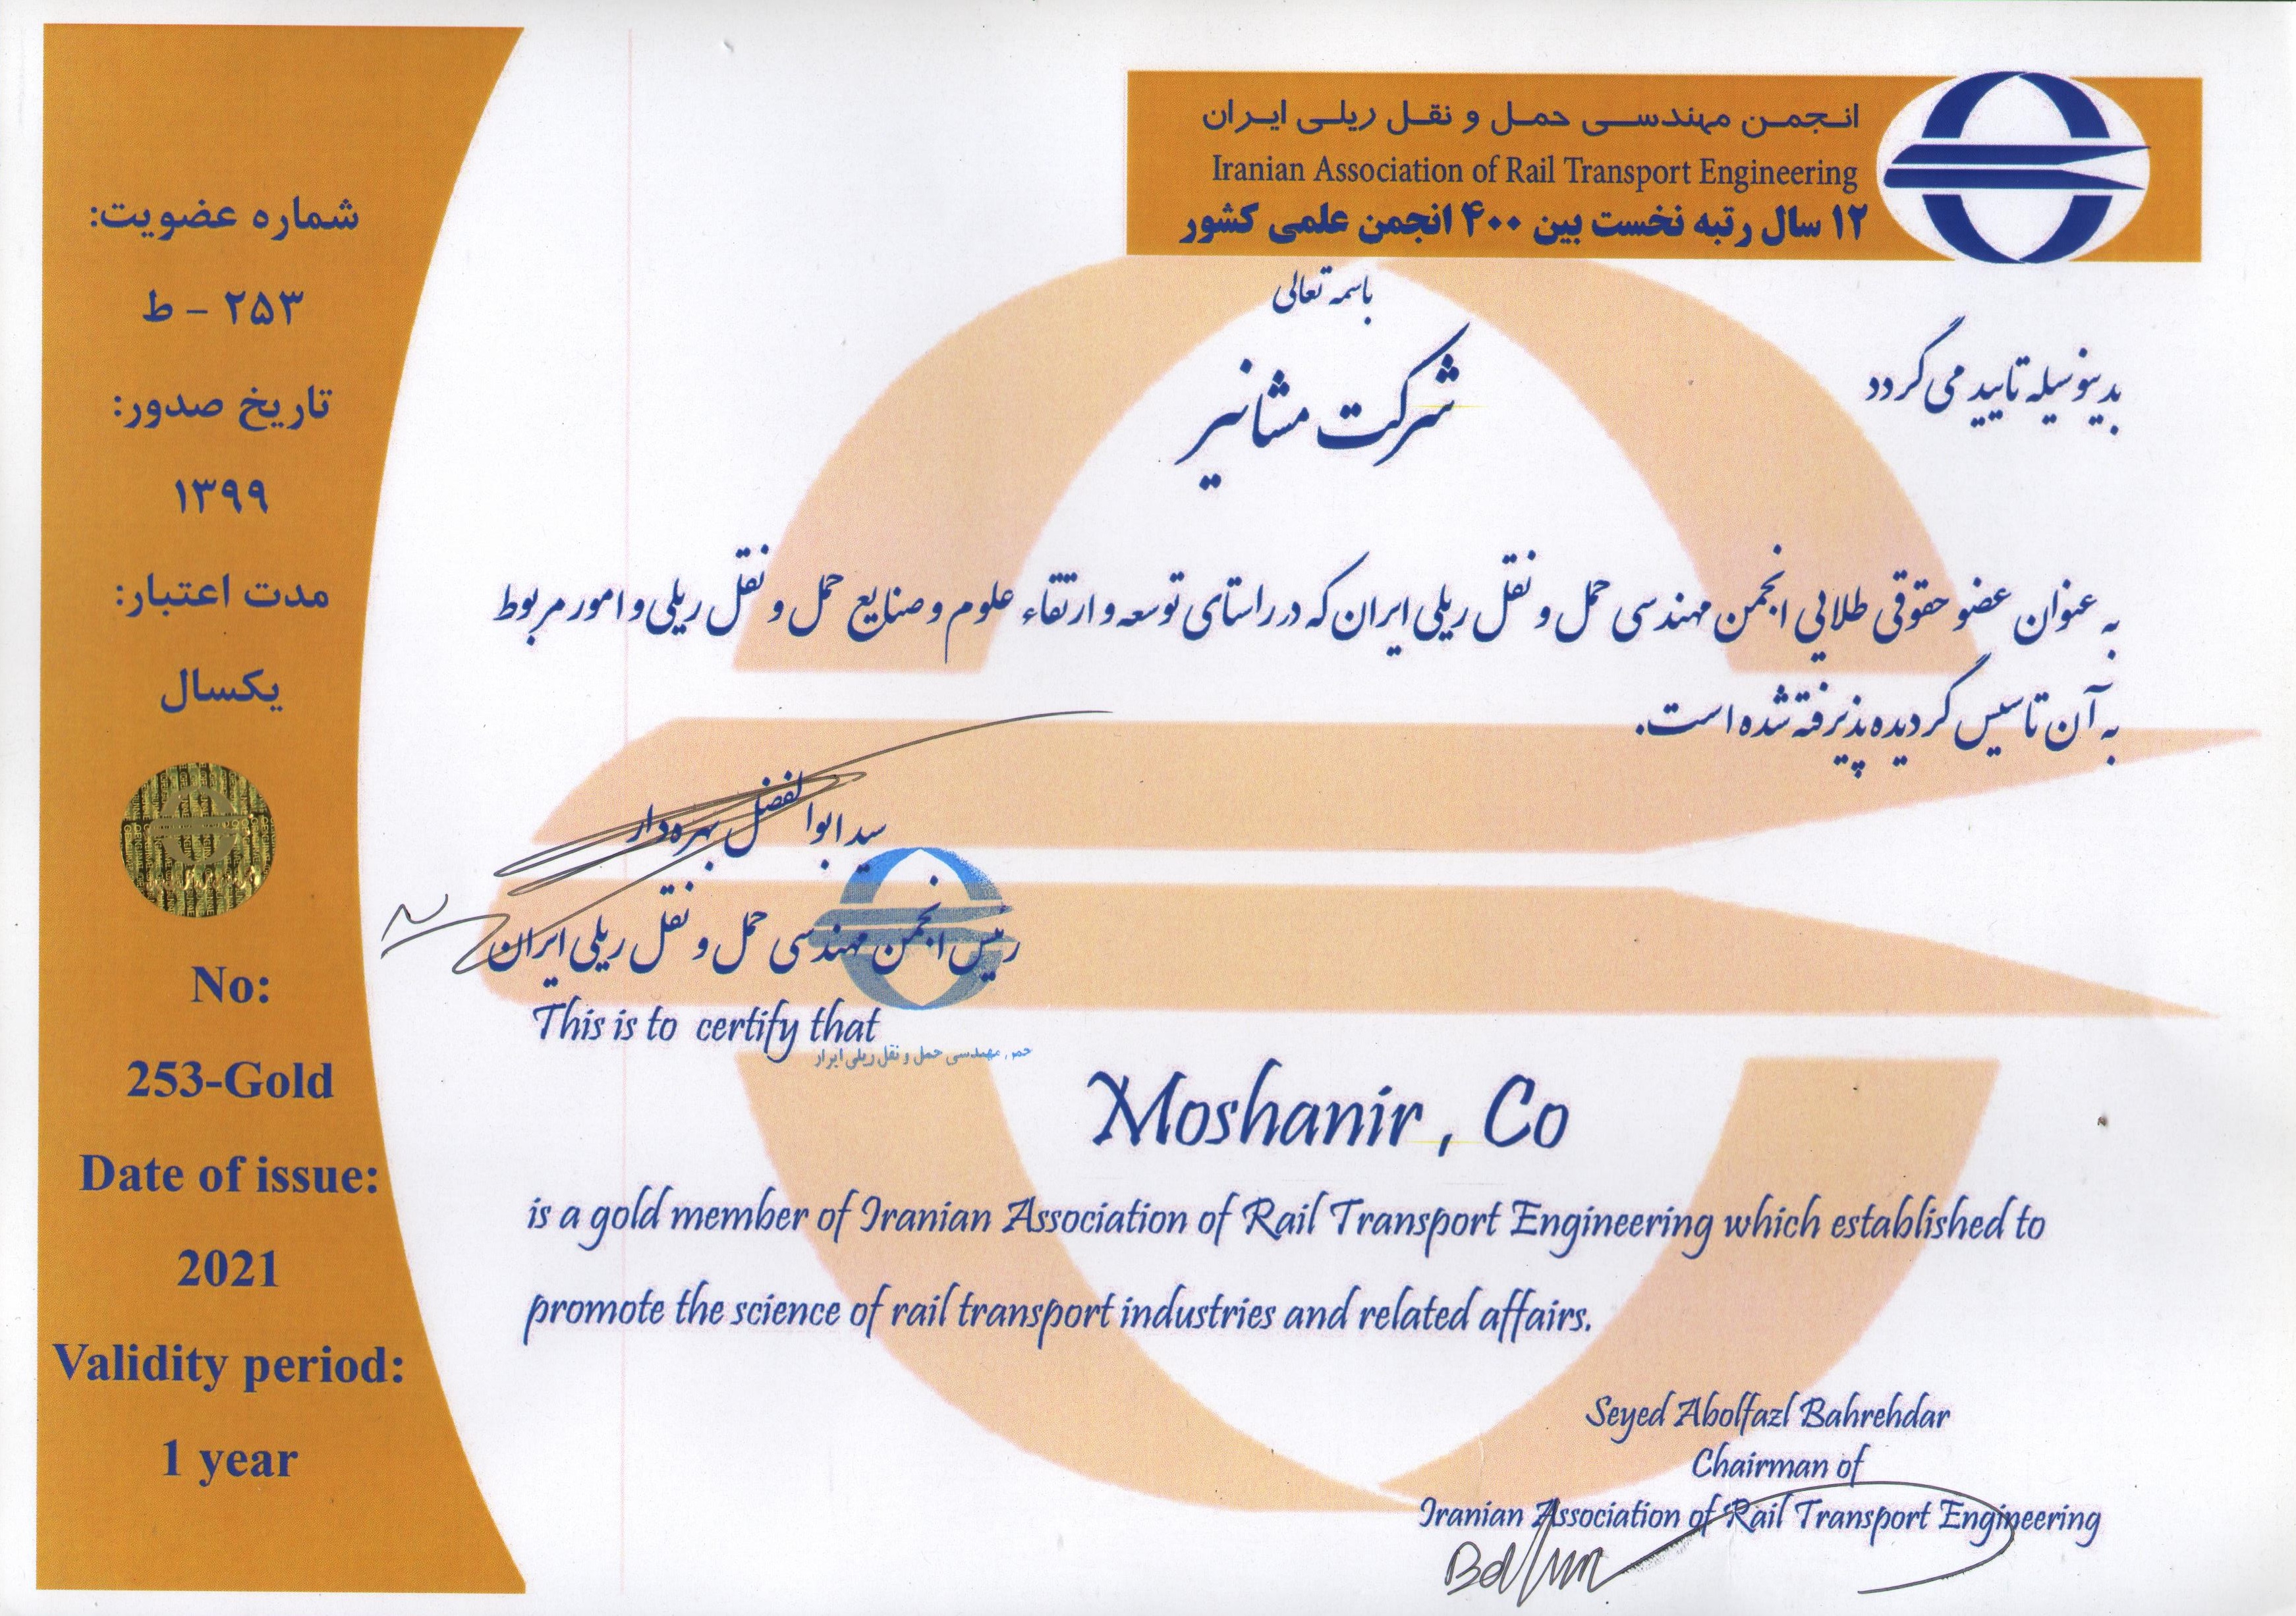 انجمن مهندسی حمل و نقل ریلی ایران
Iranian Association of Rail Transport Engineering
۱۲ سال رتبه نخست بین ۴۰۰ انجمن علمی کشور
باسمه تعالی
بدینوسیله تایید می گردد
شرکت مشانیر
به عنوان عضو حقوقی طلایی انجمن مهندسی حمل و نقل ریلی ایران که در راستای توسعه و ارتقاء علوم و صنایع حمل و نقل ریلی و امور مربوط
به آن تاسیس گردیده پذیرفته شده است.
سید ابوالفضل بهره‌دار
رئیس انجمن مهندسی حمل و نقل ریلی ایران
شماره عضویت:
۲۵۳ - ط
تاریخ صدور:
۱۳۹۹
مدت اعتبار:
یکسال
No:
253-Gold
Date of issue:
2021
Validity period:
1 year
This is to certify that
مهندسی حمل و نقل ریلی
Moshanir , Co
is a gold member of Iranian Association of Rail Transport Engineering which established to
promote the science of rail transport industries and related affairs.
Seyed Abolfazl Bahrehdar
Chairman of
Iranian Association of Rail Transport Engineering